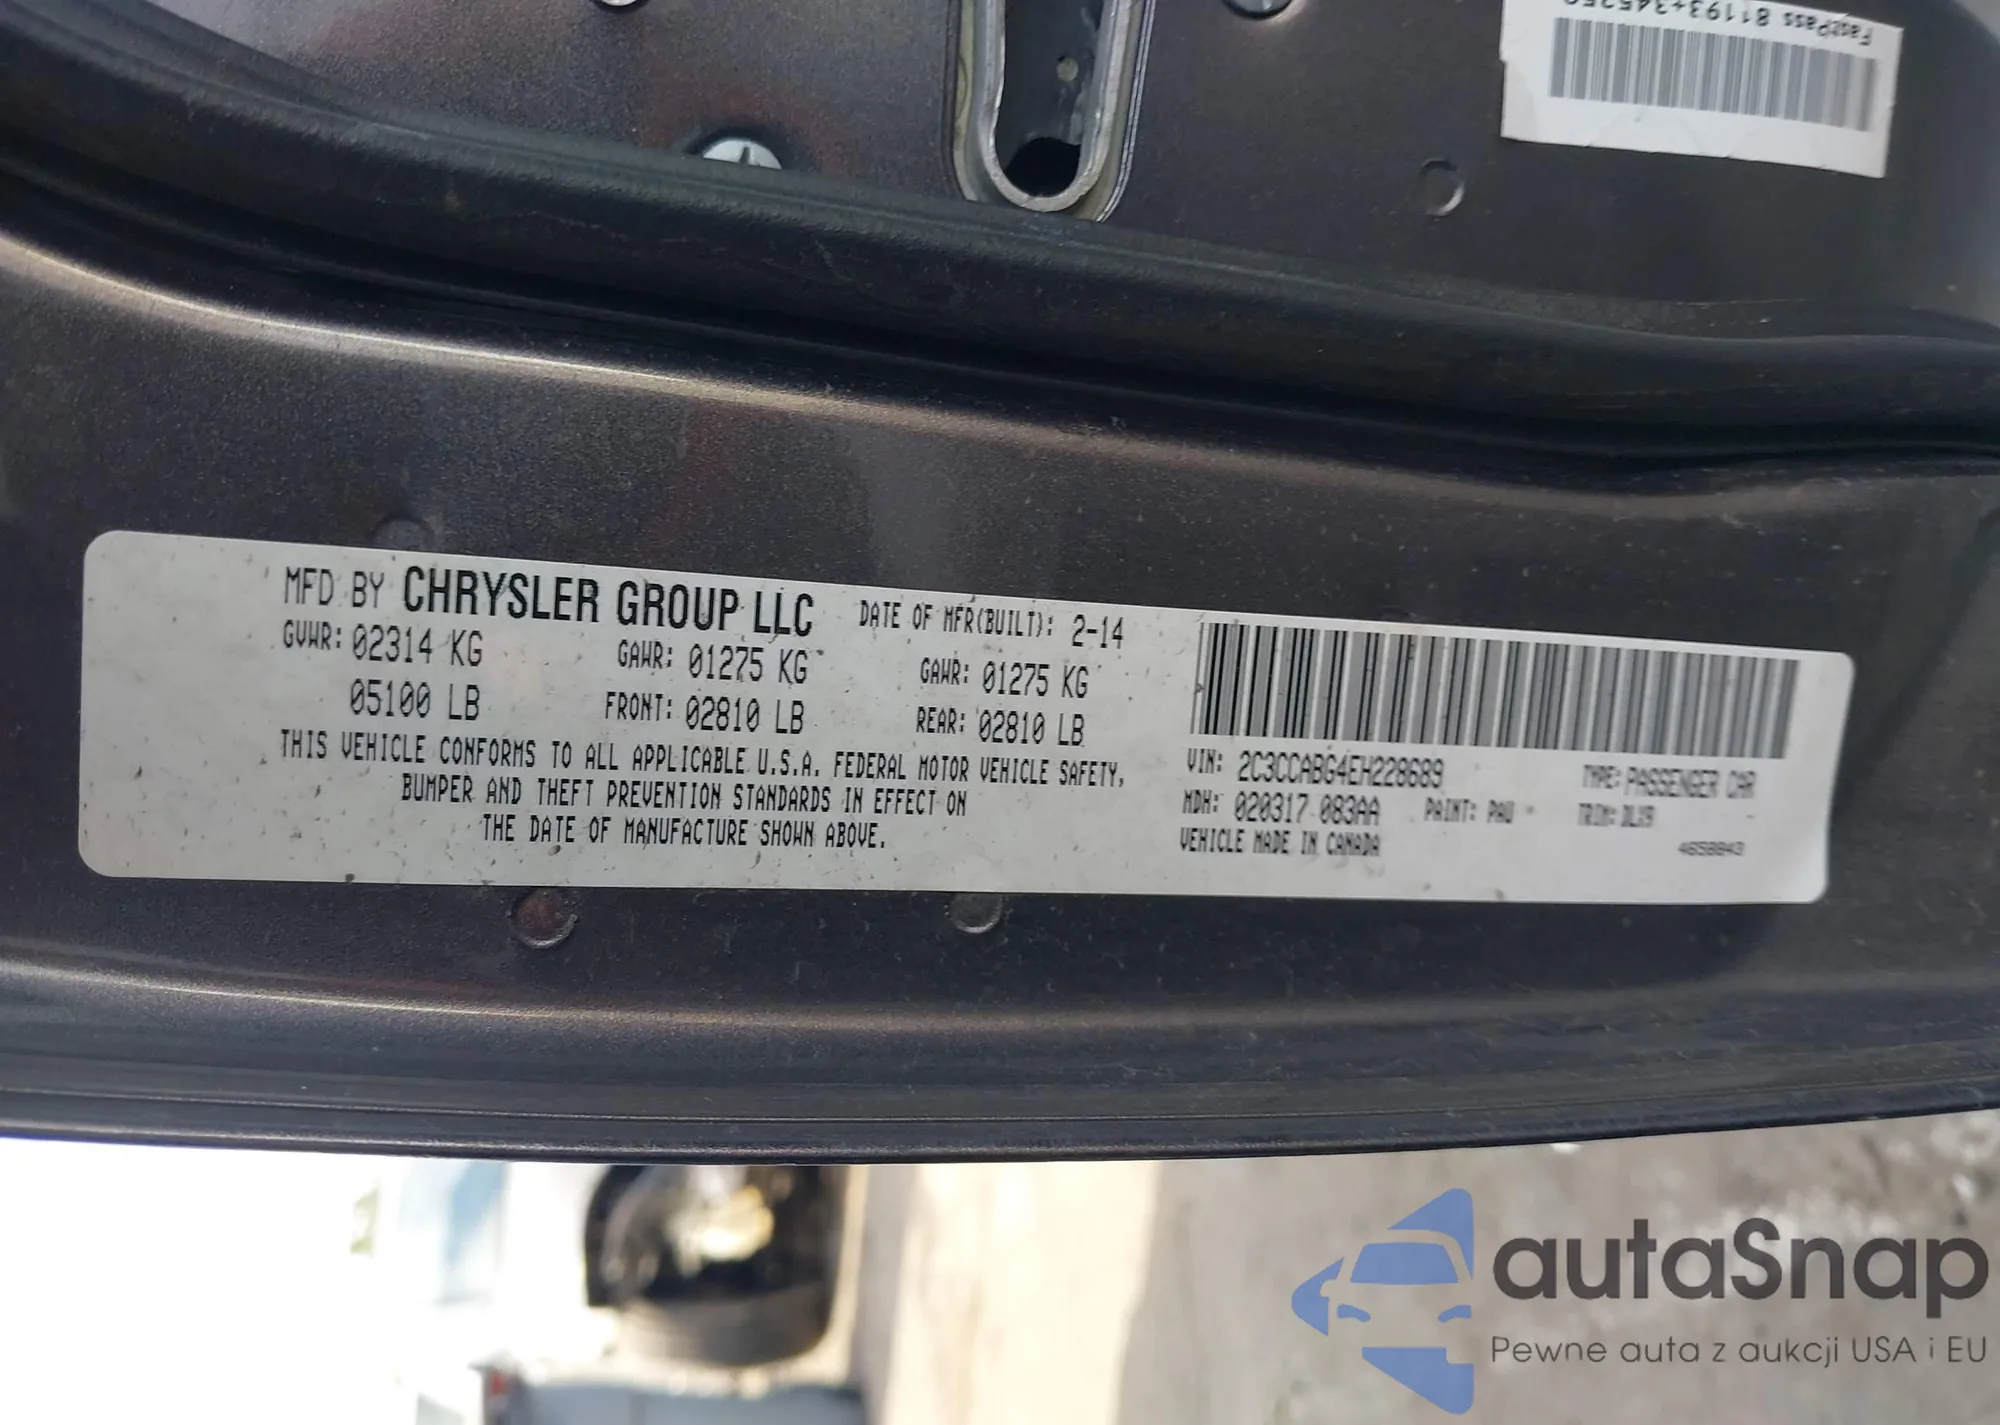 FastPass 81193+345259
MFD BY CHRYSLER GROUP LLC DATE OF MFR(BUILT): 2-14
GVWR: 02314 KG GAWR: 01275 KG GAWR: 01275 KG
05100 LB FRONT: 02810 LB REAR: 02810 LB
THIS VEHICLE CONFORMS TO ALL APPLICABLE U.S.A. FEDERAL MOTOR VEHICLE SAFETY,
BUMPER AND THEFT PREVENTION STANDARDS IN EFFECT ON
THE DATE OF MANUFACTURE SHOWN ABOVE.
VIN: 2C3CCABG4EH228689 TYPE: PASSENGER CAR
MDH: 020317 083AA PAINT: PAU TRIM: DLX9
VEHICLE MADE IN CANADA
autaSnap
Pewne auta z aukcji USA i EU